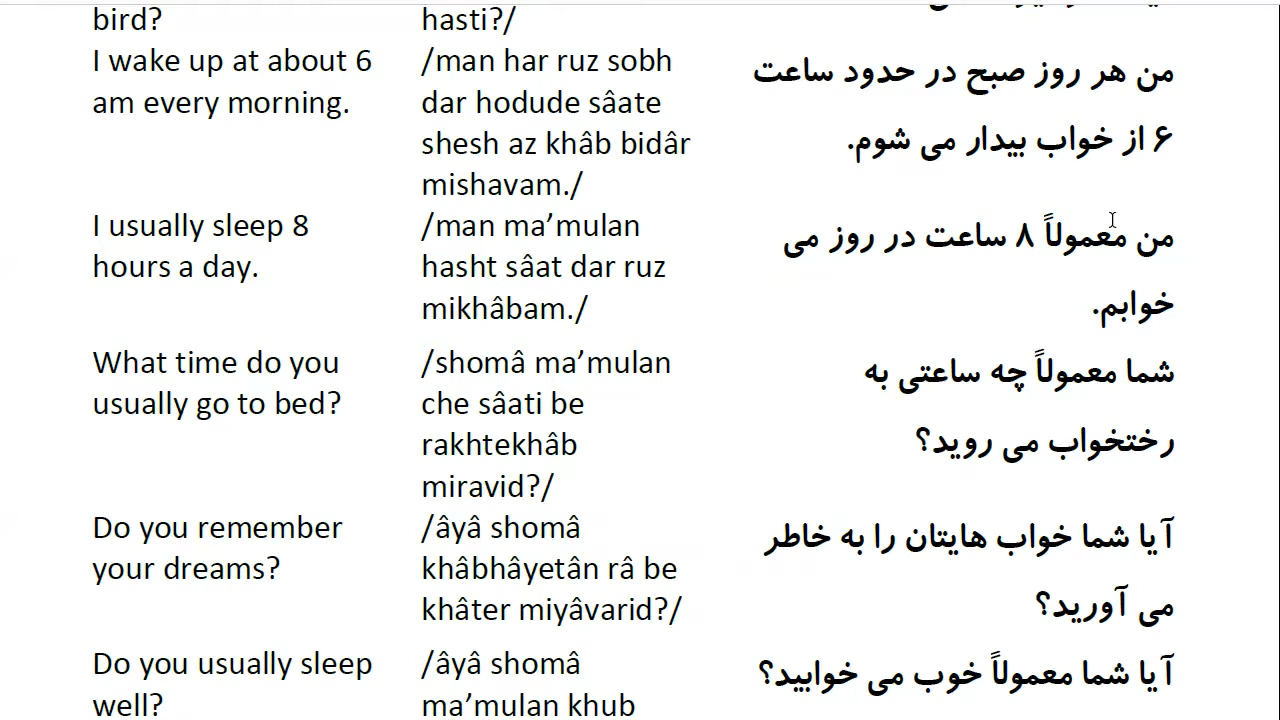 bird?
hasti?/
I wake up at about 6
am every morning.
/man har ruz sobh
dar hodude sâate
shesh az khâb bidâr
mishavam./
من هر روز صبح در حدود ساعت
۶ از خواب بیدار می شوم.
I usually sleep 8
hours a day.
/man ma’mulan
hasht sâat dar ruz
mikhâbam./
من معمولاً ۸ ساعت در روز می
خوابم.
What time do you
usually go to bed?
/shomâ ma’mulan
che sâati be
rakhtekhâb
miravid?/
شما معمولاً چه ساعتی به
رختخواب می روید؟
Do you remember
your dreams?
/âyâ shomâ
khâbhâyetân râ be
khâter miyâvarid?/
آیا شما خواب هایتان را به خاطر
می آورید؟
Do you usually sleep
well?
/âyâ shomâ
ma’mulan khub
آیا شما معمولاً خوب می خوابید؟